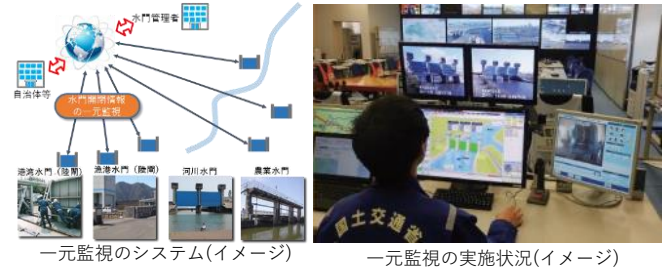 水門管理者
自治体等
水門開閉情報
の一元監視
港湾水門(陸閘)
漁港水門(陸閘)
河川水門
農業水門
国土交通省
一元監視のシステム(イメージ)
一元監視の実施状況(イメージ)